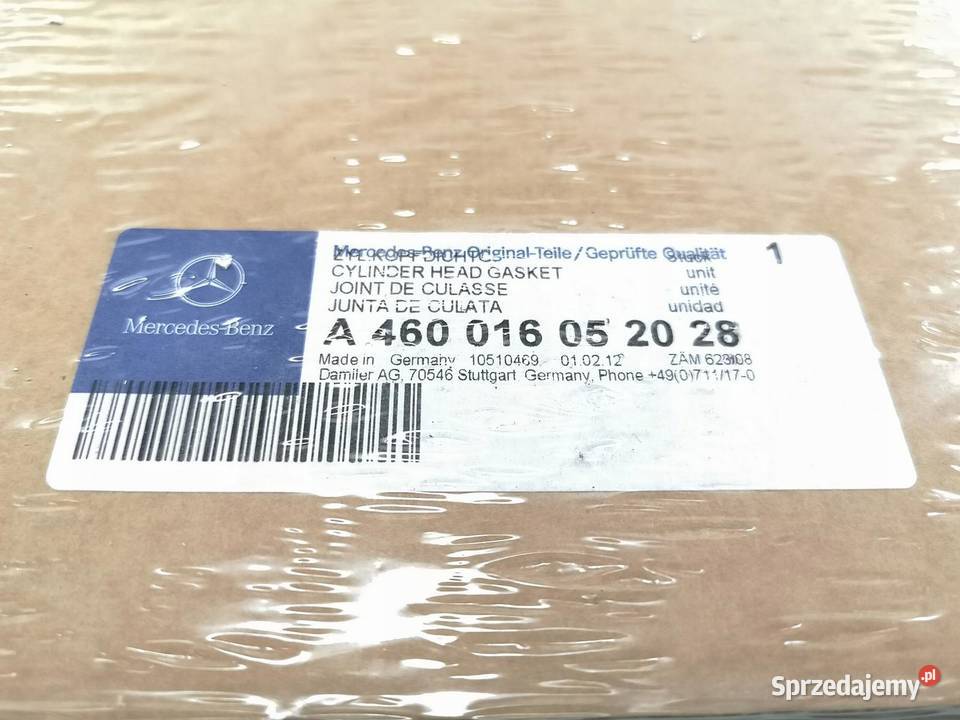 Mercedes-Benz Original-Teile/Geprüfte Qualität
1
CYLINDER HEAD GASKET unit
JOINT DE CULASSE unité
JUNTA DE CULATA unidad
A 460 016 05 20 28
Mercedes-Benz
Made in Germany 10510469 01.02.12 ZÄM
Damiler AG, 70546 Stuttgart Germany, Phone +49(0)711/17-0
Sprzedajemy.pl